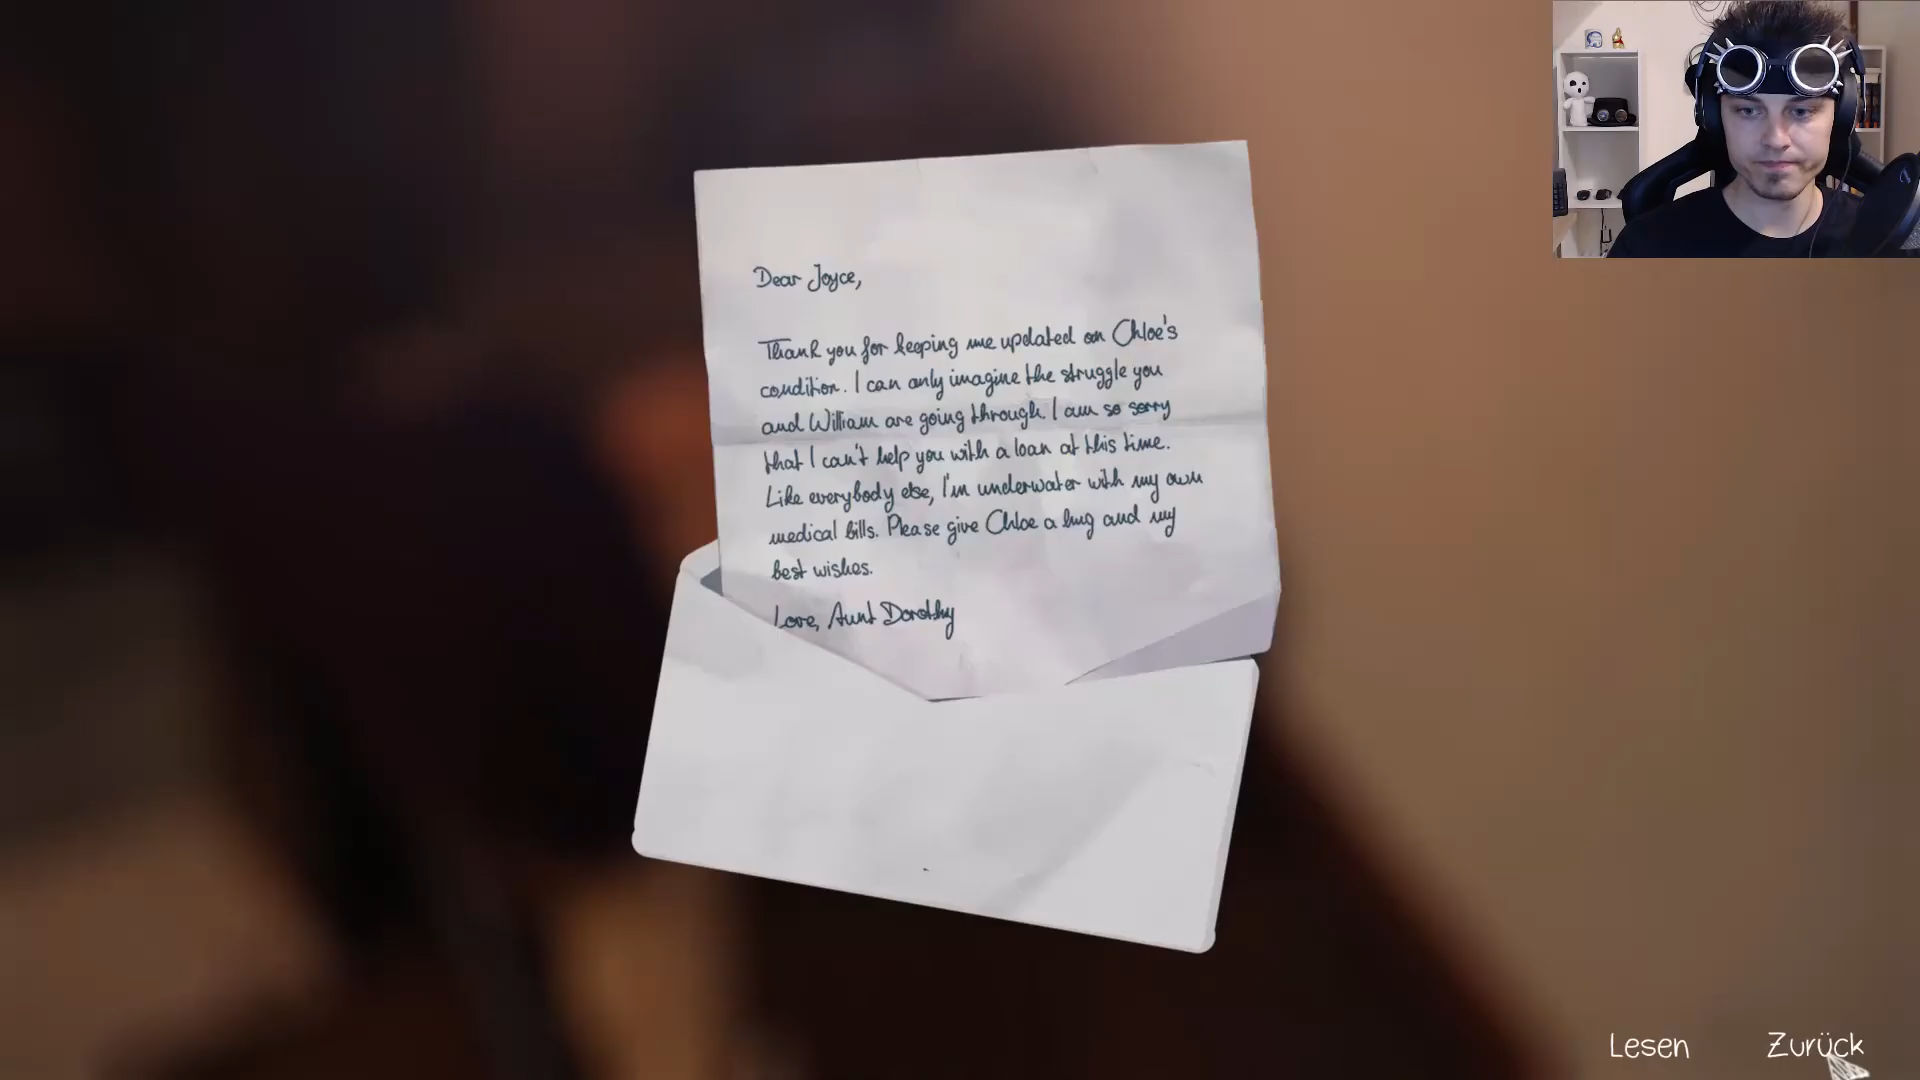 Dear Joyce,
Thank you for keeping me updated on Chloe's
condition. I can only imagine the struggle you
and William are going through. I am so sorry
that I can't help you with a loan at this time.
Like everybody else, I'm underwater with my own
medical bills. Please give Chloe a hug and my
best wishes.
Love, Aunt Dorothy
Lesen Zurück